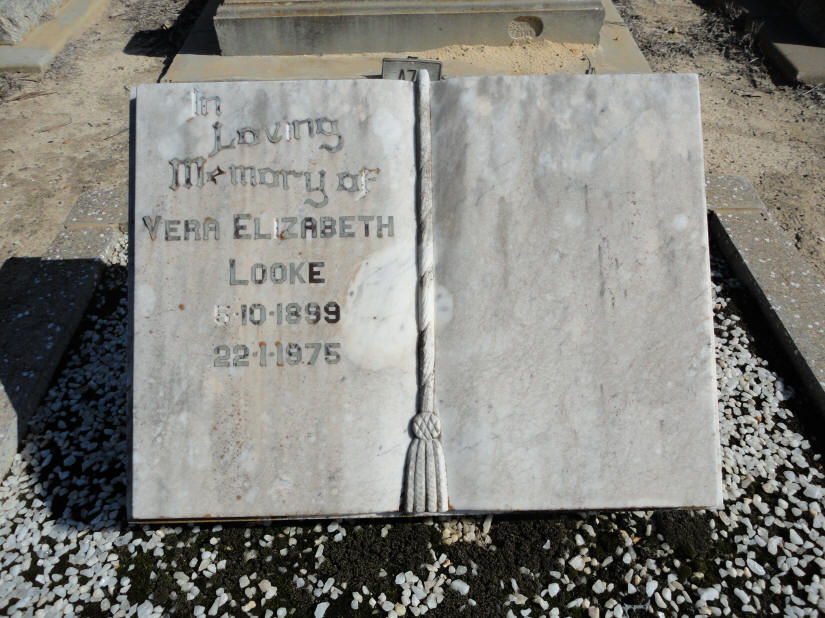 In
Loving
Memory of
VERA ELIZABETH
LOOKE
5·10·1899
22·1·1975